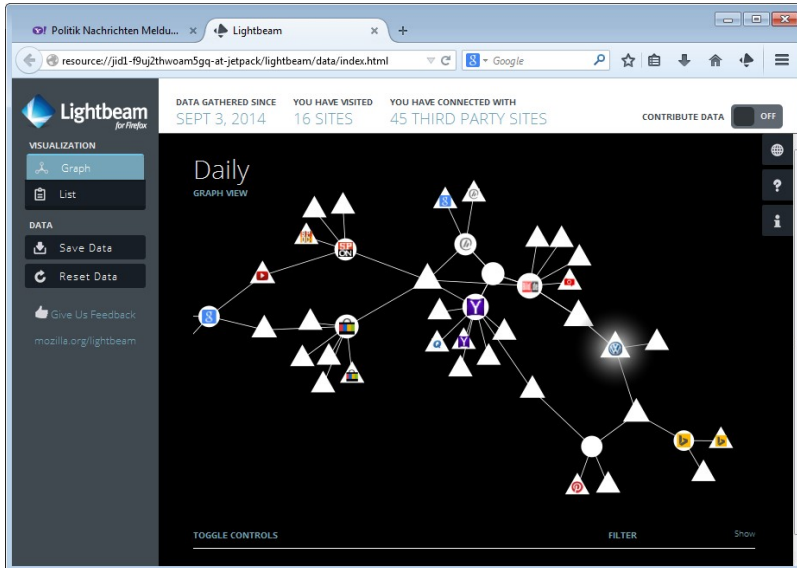 Politik Nachrichten Meldu...
Lightbeam
resource://jid1-f9uj2thwoam5gq-at-jetpack/lightbeam/data/index.html
Google
Lightbeam
for Firefox
DATA GATHERED SINCE
SEPT 3, 2014
YOU HAVE VISITED
16 SITES
YOU HAVE CONNECTED WITH
45 THIRD PARTY SITES
CONTRIBUTE DATA
OFF
VISUALIZATION
Graph
List
DATA
Save Data
Reset Data
Give Us Feedback
mozilla.org/lightbeam
Daily
GRAPH VIEW
SP
ON
TOGGLE CONTROLS
FILTER
Show